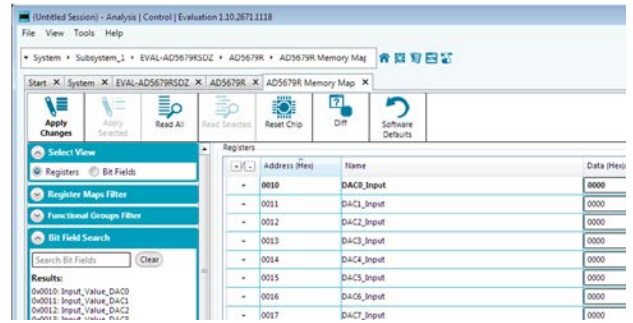 (Untitled Session) - Analysis | Control | Evaluation 1.10.2671.1118
File View Tools Help
System Subsystem_1 EVAL-AD5679RSDZ AD5679R AD5679R Memory Map
Start X System X EVAL-AD5679RSDZ X AD5679R X AD5679R Memory Map X
Apply Changes
Apply Selected
Read All
Read Selected
Reset Chip
Diff
Software Defaults
Select View
Registers Bit Fields
Register Maps Filter
Functional Groups Filter
Bit Field Search
Search Bit Fields Clear
Results:
0x0010: Input_Value_DAC0
0x0011: Input_Value_DAC1
0x0012: Input_Value_DAC2
0x0013: Input_Value_DAC3
Registers
+/- Address (Hex) Name Data (Hex)
+ 0010 DAC0_Input 0000
+ 0011 DAC1_Input 0000
+ 0012 DAC2_Input 0000
+ 0013 DAC3_Input 0000
+ 0014 DAC4_Input 0000
+ 0015 DAC5_Input 0000
+ 0016 DAC6_Input 0000
+ 0017 DAC7_Input 0000